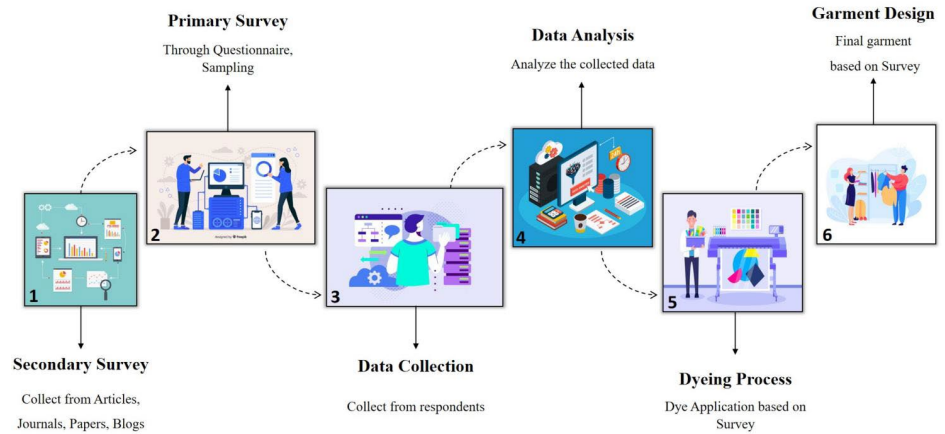 Primary Survey
Through Questionnaire,
Sampling
Data Analysis
Analyze the collected data
Garment Design
Final garment
based on Survey
1
2
3
4
5
6
Secondary Survey
Collect from Articles,
Journals, Papers, Blogs
Data Collection
Collect from respondents
Dyeing Process
Dye Application based on
Survey